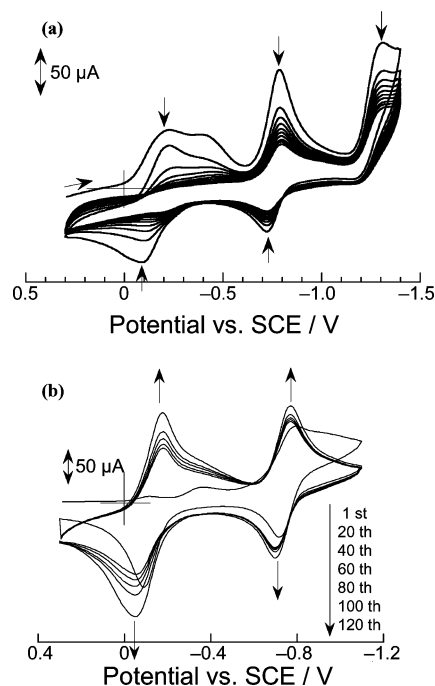 (a)
50 µA
0.5 0 –0.5 –1.0 –1.5
Potential vs. SCE / V
(b)
50 µA
1 st
20 th
40 th
60 th
80 th
100 th
120 th
0.4 0 –0.4 –0.8 –1.2
Potential vs. SCE / V